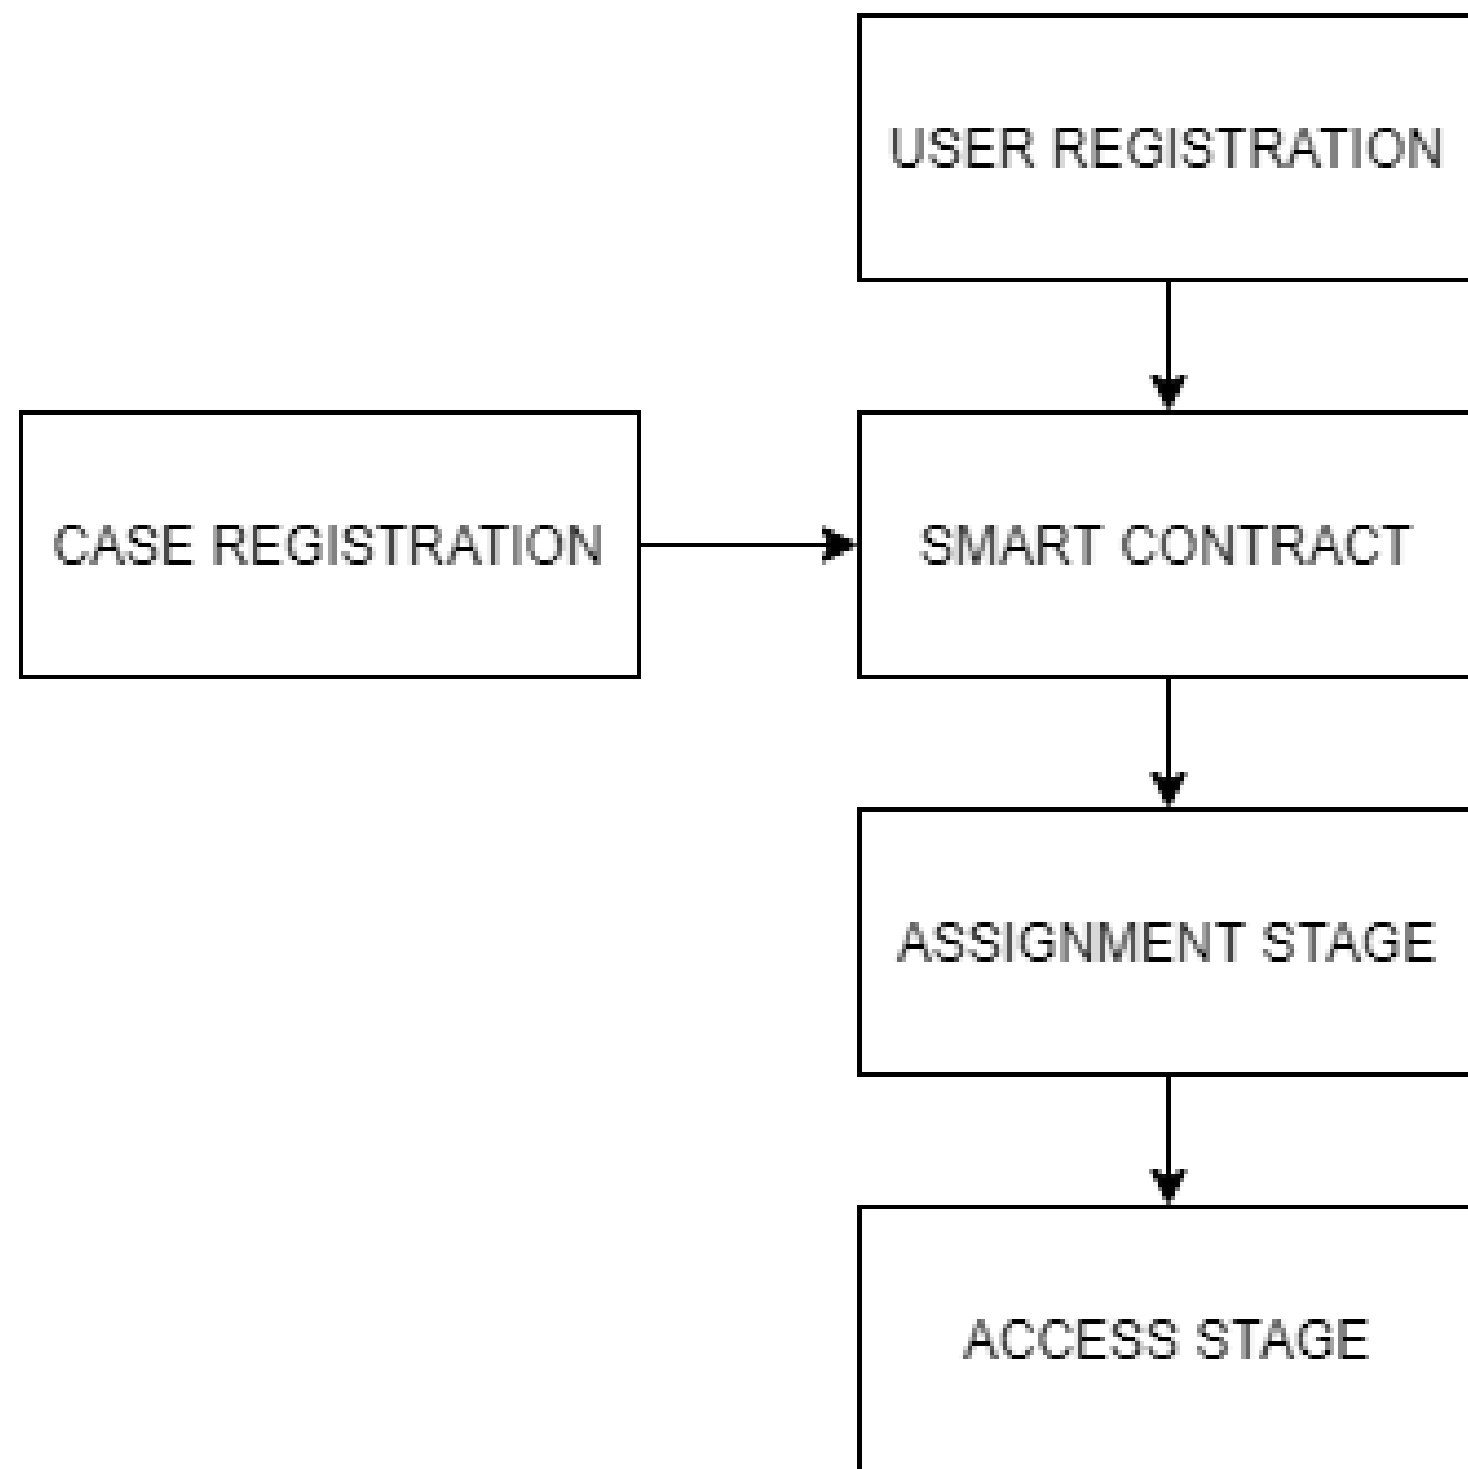 USER REGISTRATION
CASE REGISTRATION
SMART CONTRACT
ASSIGNMENT STAGE
ACCESS STAGE